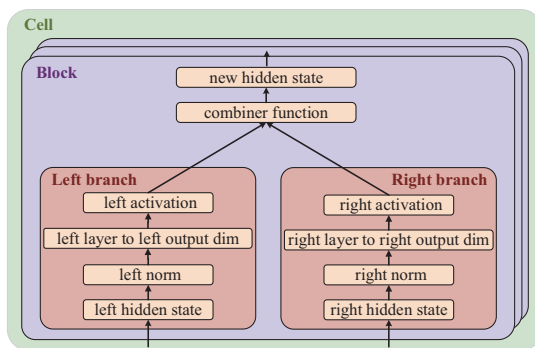 Cell
Block
new hidden state
combiner function
Left branch
left activation
left layer to left output dim
left norm
left hidden state
Right branch
right activation
right layer to right output dim
right norm
right hidden state